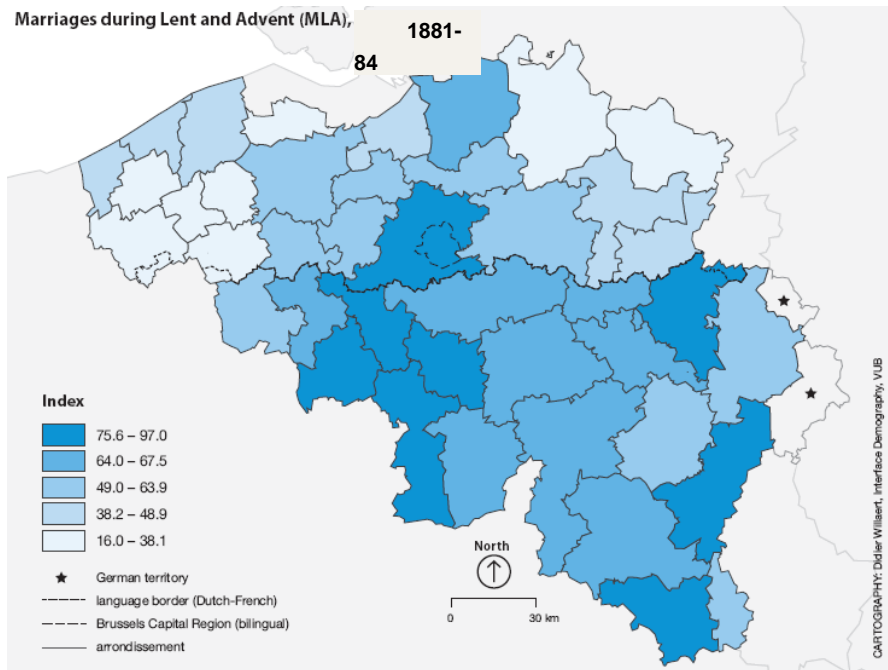 Marriages during Lent and Advent (MLA),
1881-
84
Index
75.6 – 97.0
64.0 – 67.5
49.0 – 63.9
38.2 – 48.9
16.0 – 38.1
German territory
language border (Dutch-French)
Brussels Capital Region (bilingual)
arrondissement
North
0 30 km
CARTOGRAPHY: Didier Willaert, Interface Demography, VUB